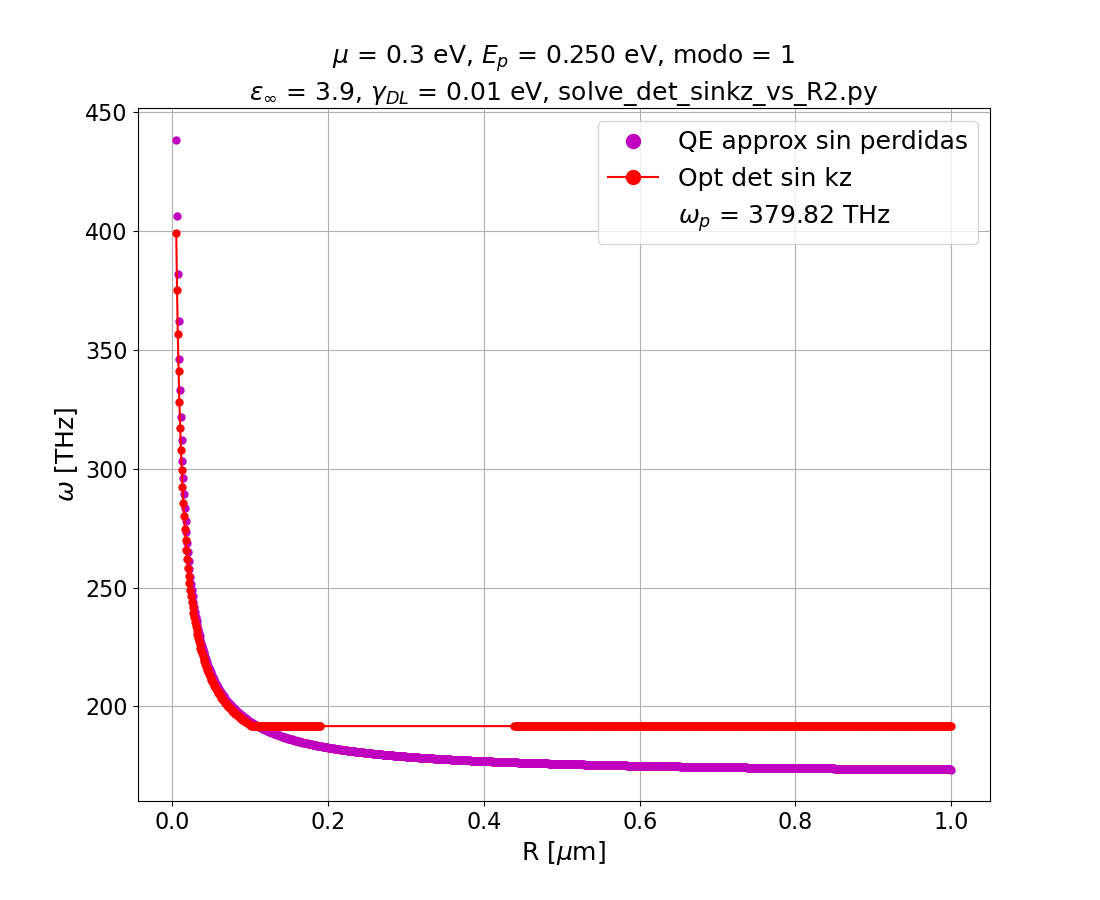 μ = 0.3 eV, E_p = 0.250 eV, modo = 1
ε_∞ = 3.9, γ_DL = 0.01 eV, solve_det_sinkz_vs_R2.py
QE approx sin perdidas
Opt det sin kz
ω_p = 379.82 THz
ω [THz]
450
400
350
300
250
200
0.0 0.2 0.4 0.6 0.8 1.0
R [μm]